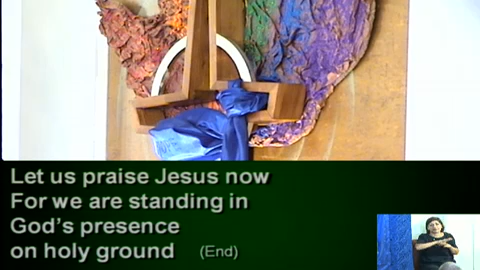 Let us praise Jesus now
For we are standing in
God's presence
on holy ground (End)